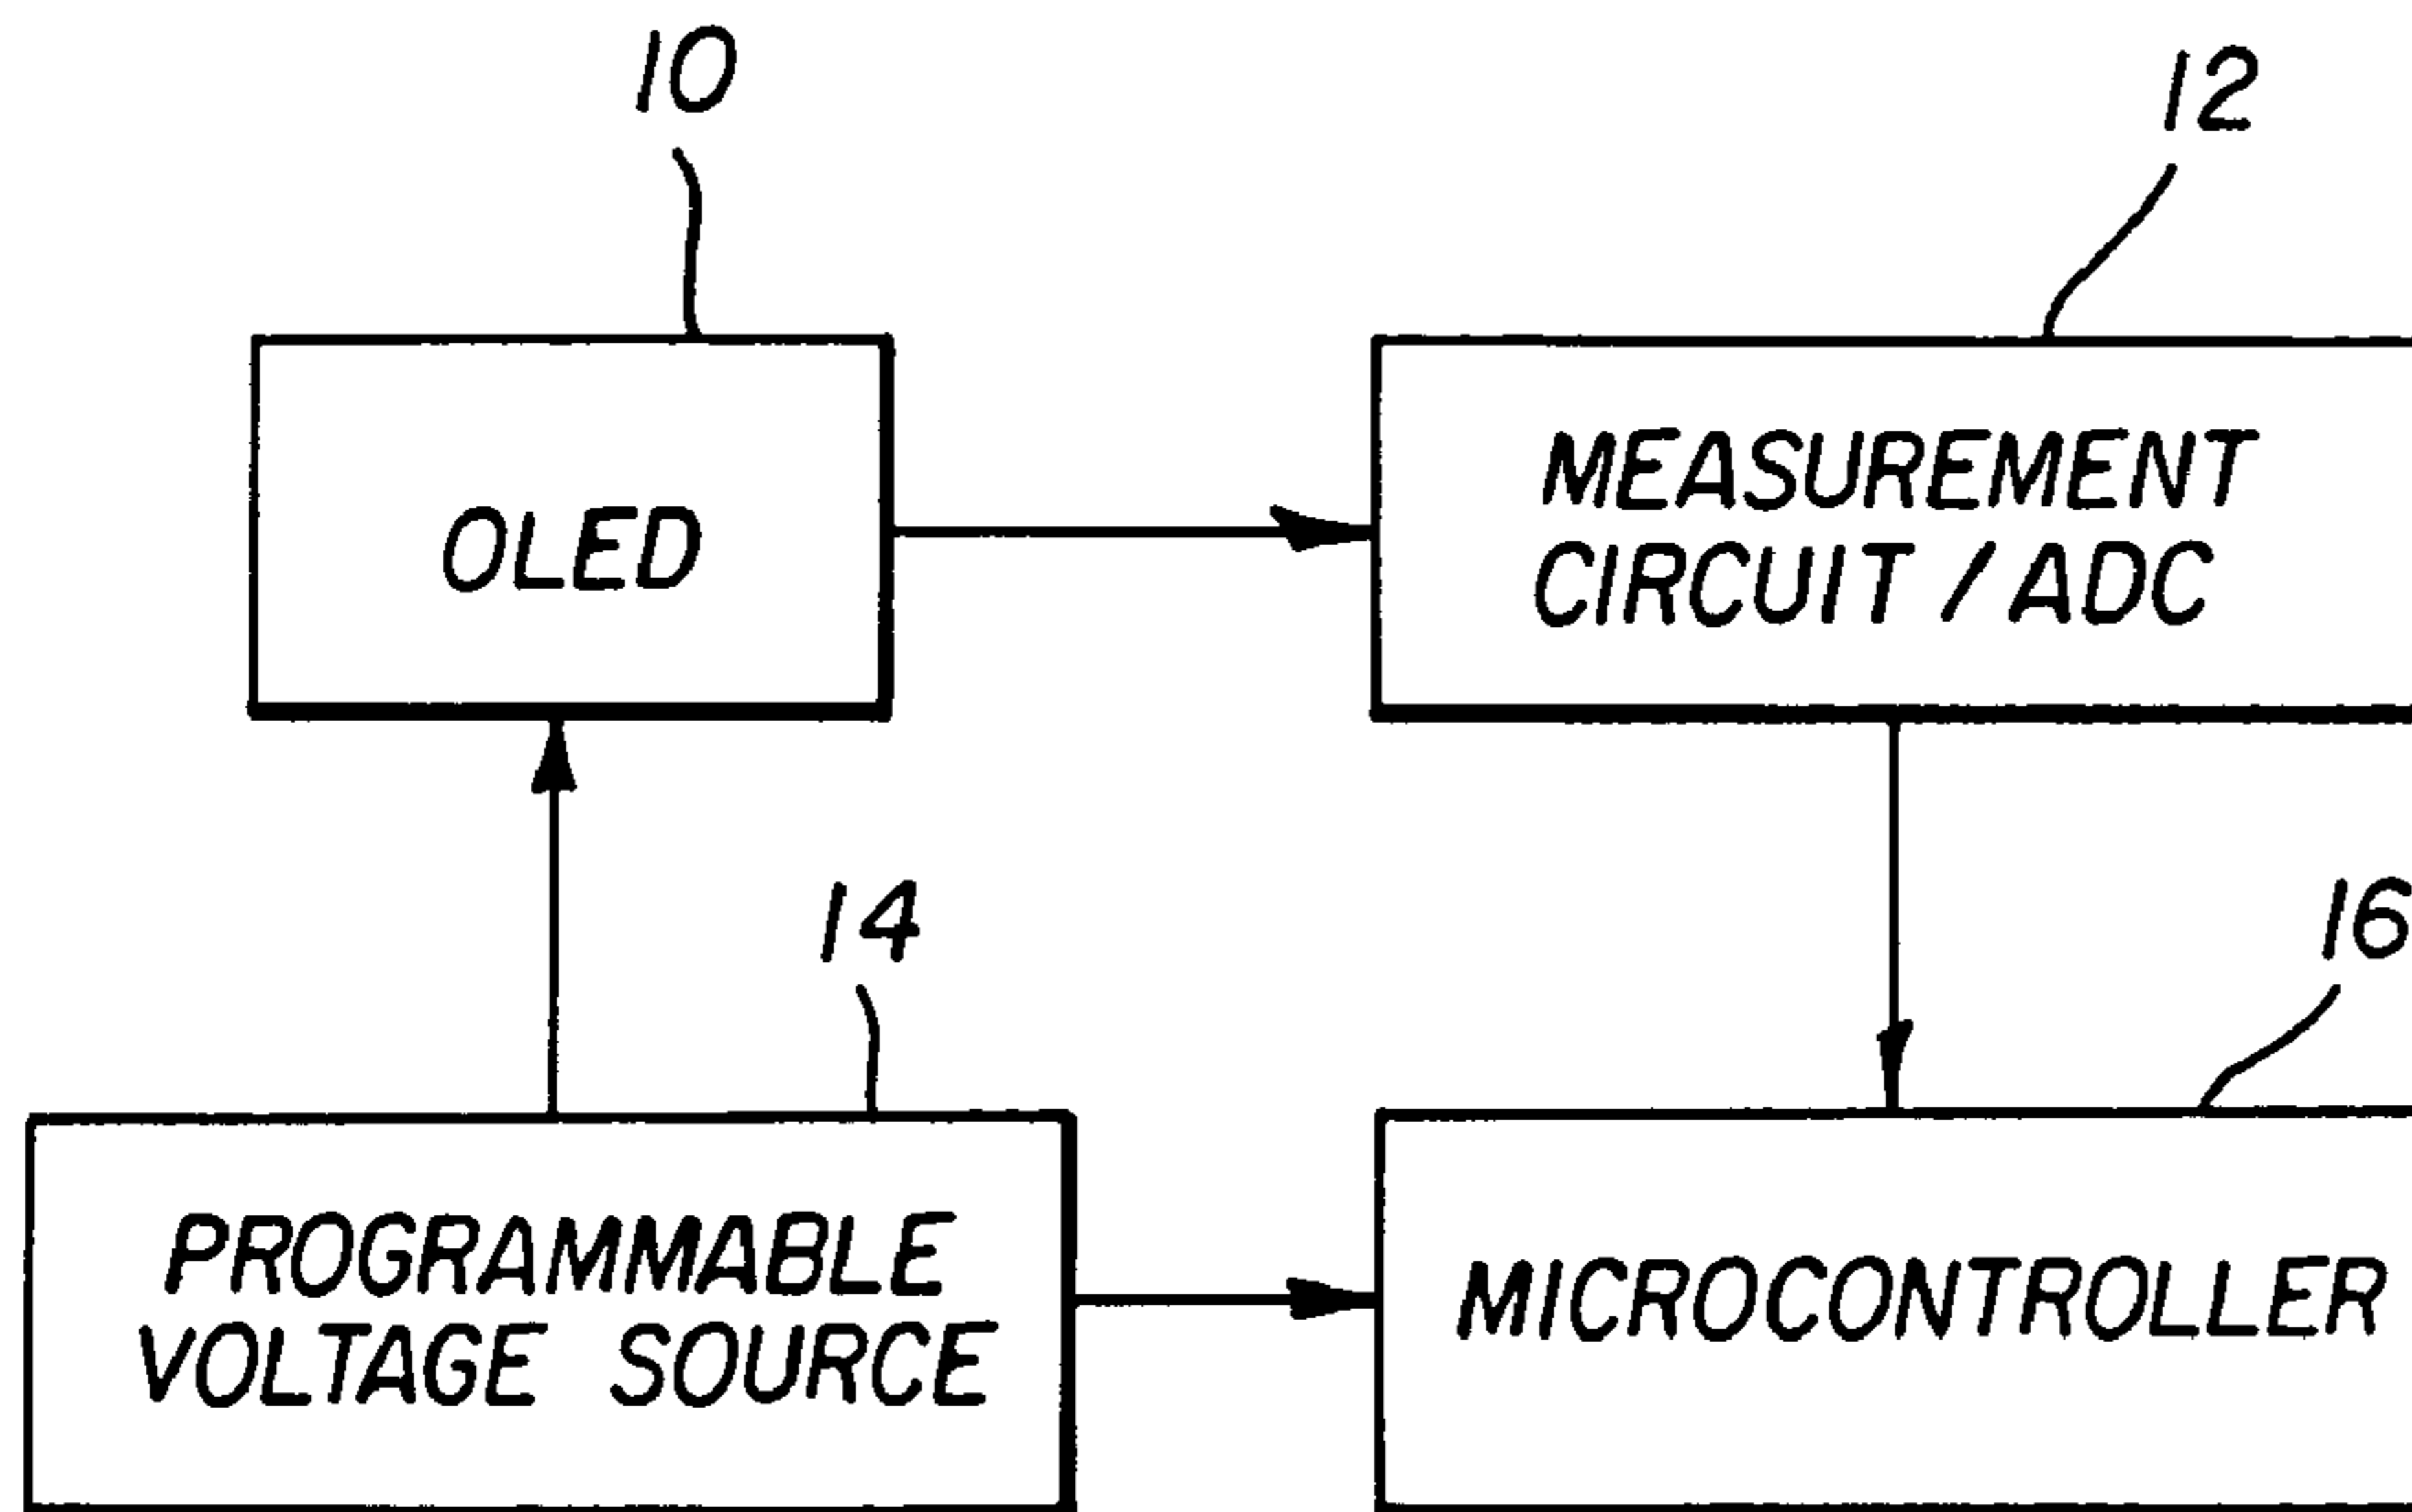 10
12
OLED
MEASUREMENT
CIRCUIT / ADC
14
16
PROGRAMMABLE
VOLTAGE SOURCE
MICROCONTROLLER